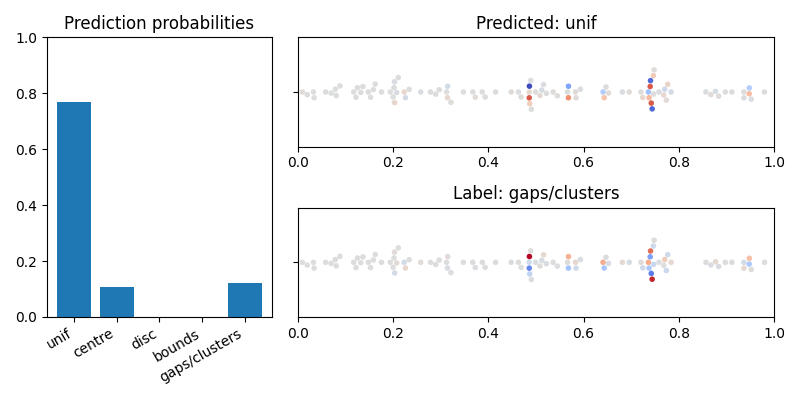 Prediction probabilities
1.0
0.8
0.6
0.4
0.2
0.0
unif
centre
disc
bounds
gaps/clusters
Predicted: unif
0.0 0.2 0.4 0.6 0.8 1.0
Label: gaps/clusters
0.0 0.2 0.4 0.6 0.8 1.0